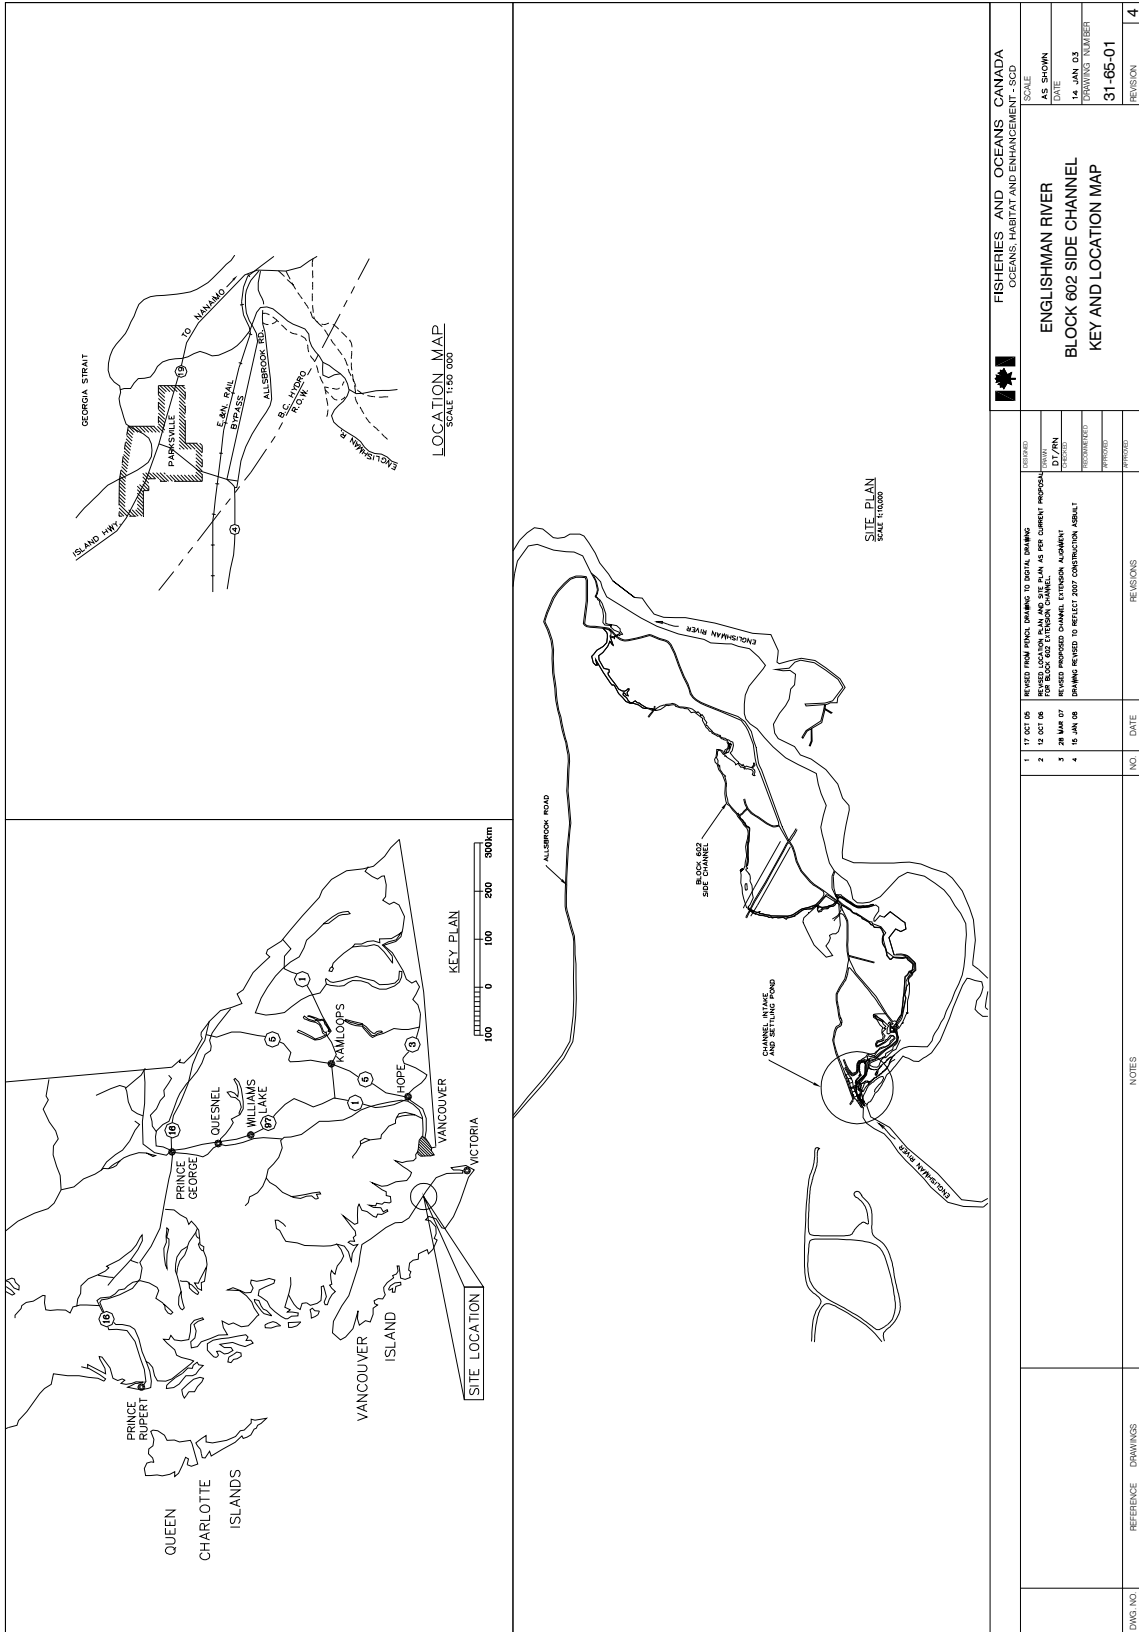 QUEEN
CHARLOTTE
ISLANDS
PRINCE
RUPERT
16
PRINCE
GEORGE
16
QUESNEL
WILLIAMS
LAKE
97
5
1
KAMLOOPS
5
1
3
HOPE
VANCOUVER
VICTORIA
VANCOUVER
ISLAND
SITE LOCATION
KEY PLAN
100
0
100
200
300km
GEORGIA STRAIT
ISLAND HWY.
PARKSVILLE
19
TO NANAIMO
E.&N. RAIL
BYPASS
ALLSBROOK RD.
4
B.C. HYDRO
R.O.W.
ENGLISHMAN R.
LOCATION MAP
SCALE 1:50 000
ALLSBROOK ROAD
BLOCK 602
SIDE CHANNEL
CHANNEL INTAKE
AND SETTLING POND
ENGLISHMAN RIVER
ENGLISHMAN RIVER
SITE PLAN
SCALE 1:10,000
DWG. NO.
REFERENCE DRAWINGS
NOTES
1 17 OCT 05 REVISED FROM PENCIL DRAWING TO DIGITAL DRAWING
2 12 OCT 06 REVISED LOCATION PLAN AND SITE PLAN AS PER CURRENT PROPOSAL
FOR BLOCK 602 EXTENSION CHANNEL.
3 28 MAR 07 REVISED PROPOSED CHANNEL EXTENSION ALIGNMENT
4 15 JAN 08 DRAWING REVISED TO REFLECT 2007 CONSTRUCTION ASBUILT
NO. DATE REVISIONS
DESIGNED
DRAWN
DT/RN
CHECKED
RECOMMENDED
APPROVED
APPROVED
FISHERIES AND OCEANS CANADA
OCEANS, HABITAT AND ENHANCEMENT - SCD
ENGLISHMAN RIVER
BLOCK 602 SIDE CHANNEL
KEY AND LOCATION MAP
SCALE
AS SHOWN
DATE
14 JAN 03
DRAWING NUMBER
31-65-01
REVISION
4